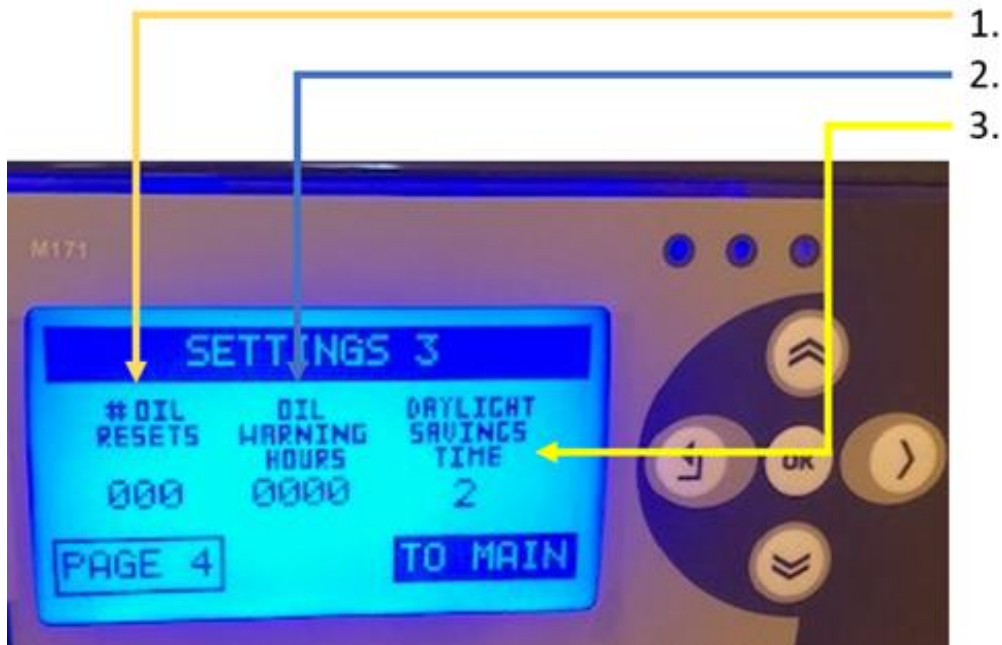 1.
2.
3.
M171
SETTINGS 3
# OIL
RESETS
000
OIL
WARNING
HOURS
0000
DAYLIGHT
SAVINGS
TIME
2
PAGE 4
TO MAIN
OK